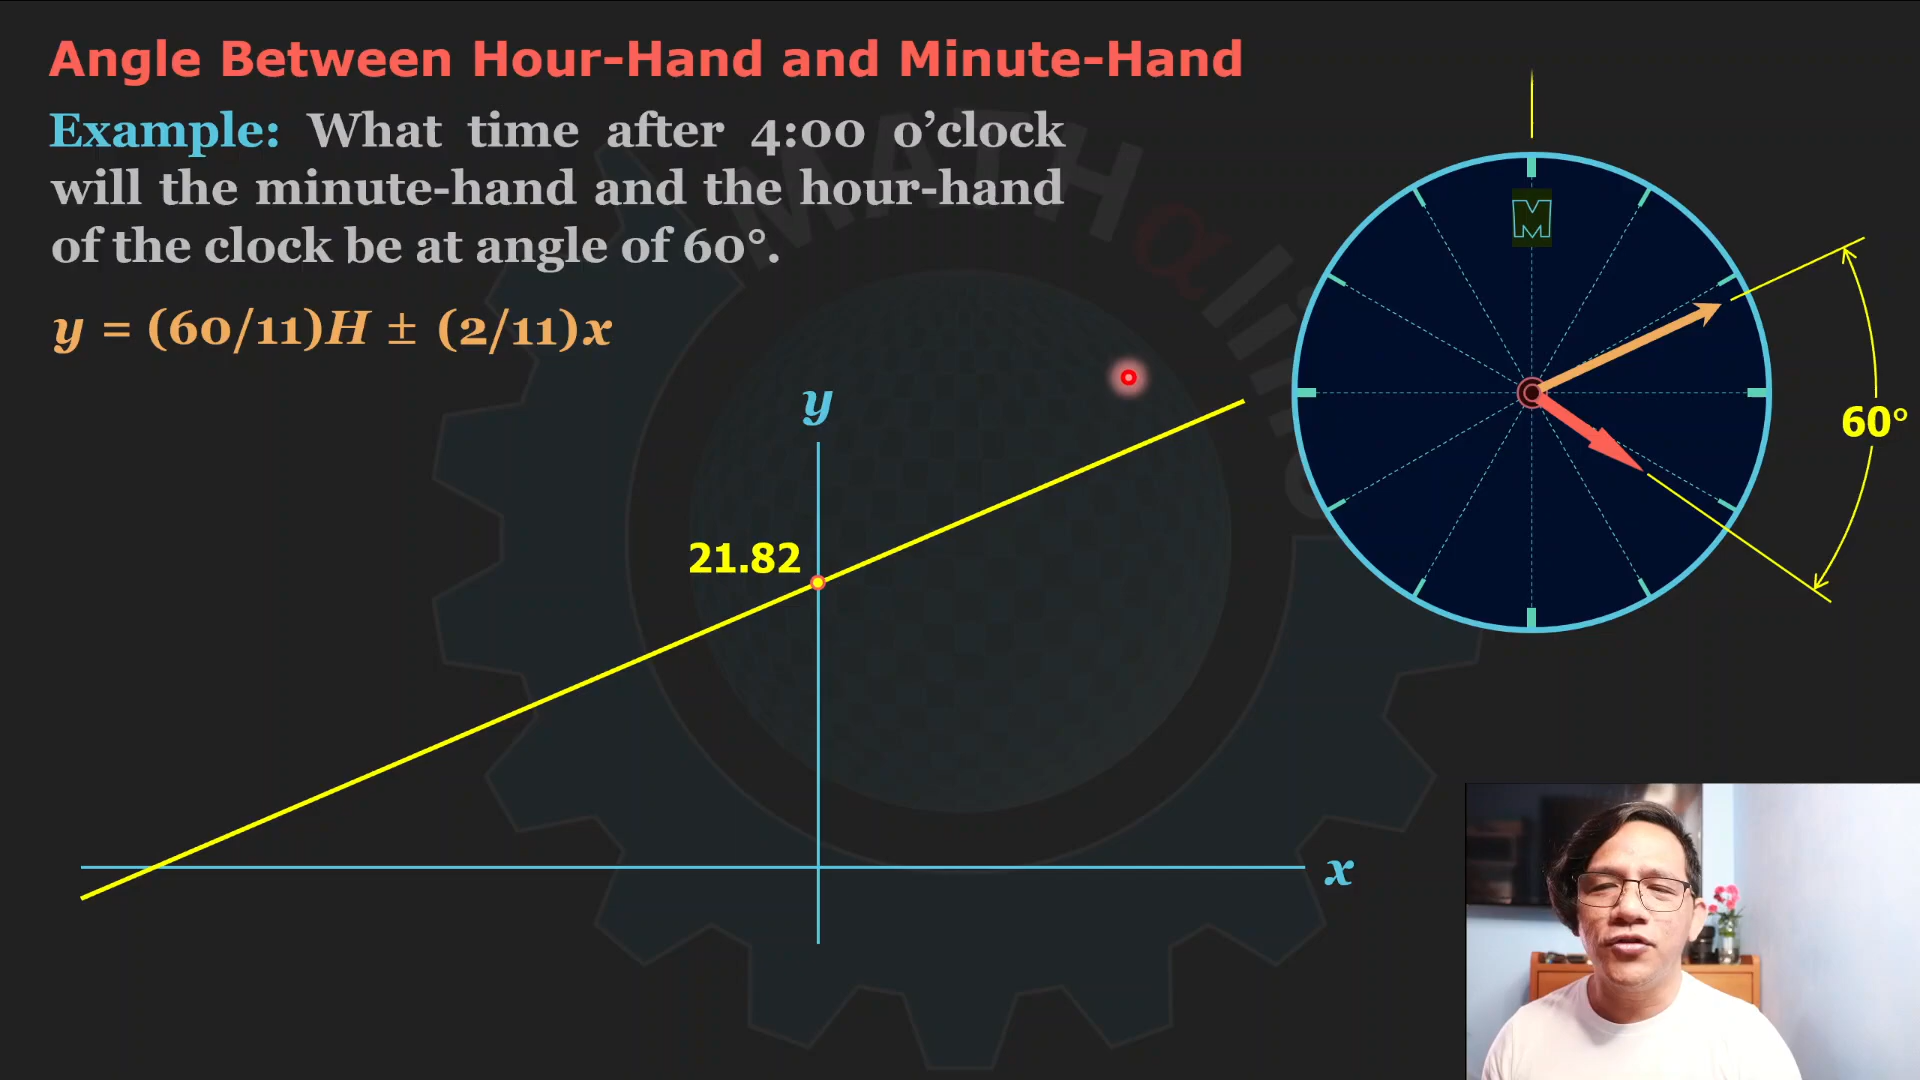 Angle Between Hour-Hand and Minute-Hand
Example: What time after 4:00 o’clock
will the minute-hand and the hour-hand
of the clock be at angle of 60°.
y = (60/11)H ± (2/11)x
y
21.82
x
M
60°
MATHalino